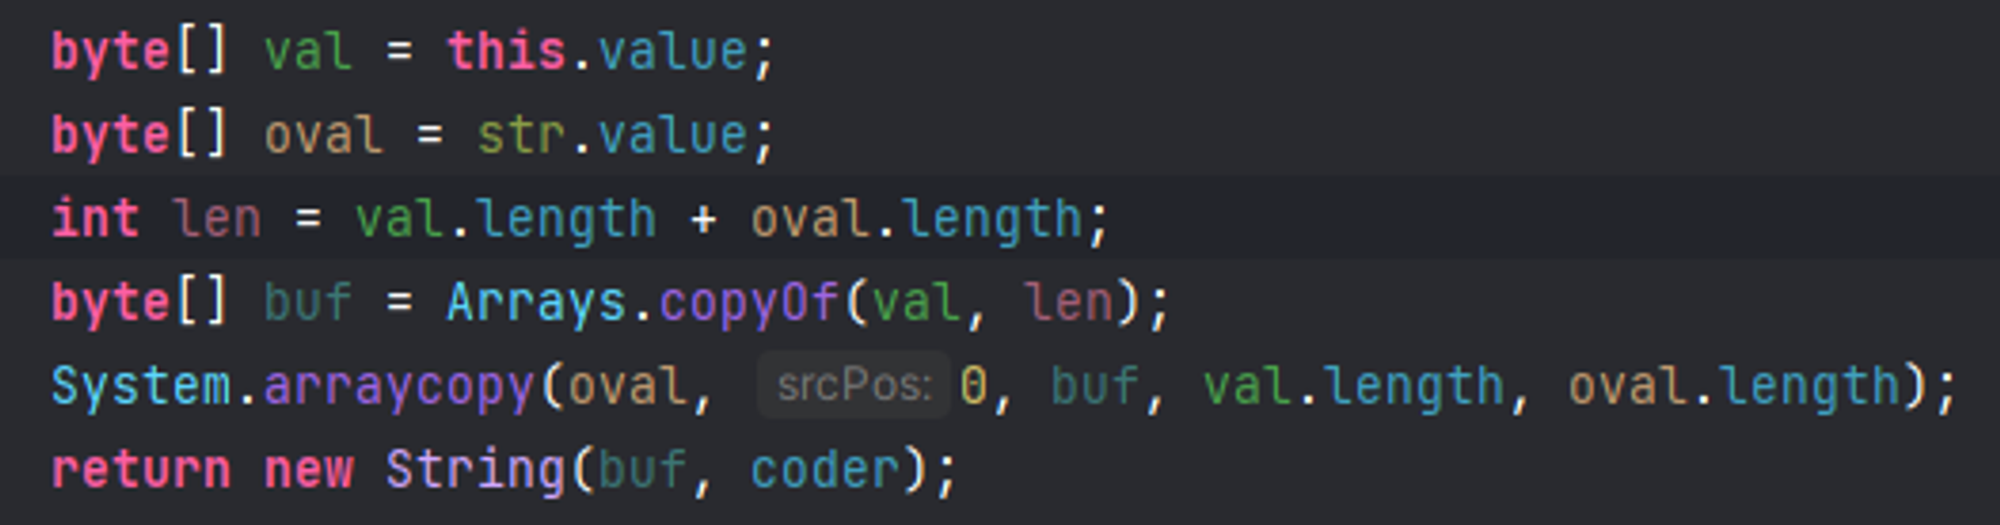 byte[] val = this.value;
byte[] oval = str.value;
int len = val.length + oval.length;
byte[] buf = Arrays.copyOf(val, len);
System.arraycopy(oval, srcPos: 0, buf, val.length, oval.length);
return new String(buf, coder);